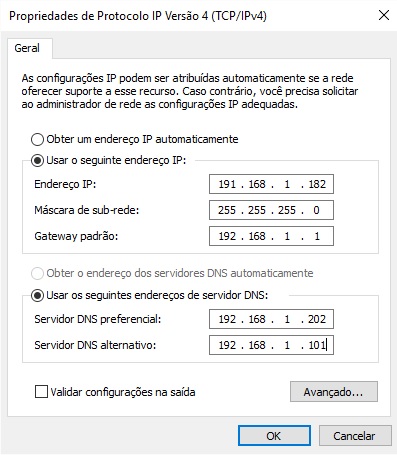 Propriedades de Protocolo IP Versão 4 (TCP/IPv4)
Geral
As configurações IP podem ser atribuídas automaticamente se a rede
oferecer suporte a esse recurso. Caso contrário, você precisa solicitar
ao administrador de rede as configurações IP adequadas.
Obter um endereço IP automaticamente
Usar o seguinte endereço IP:
Endereço IP: 191 . 168 . 1 . 182
Máscara de sub-rede: 255 . 255 . 255 . 0
Gateway padrão: 192 . 168 . 1 . 1
Obter o endereço dos servidores DNS automaticamente
Usar os seguintes endereços de servidor DNS:
Servidor DNS preferencial: 192 . 168 . 1 . 202
Servidor DNS alternativo: 192 . 168 . 1 . 101
Validar configurações na saída Avançado...
OK Cancelar